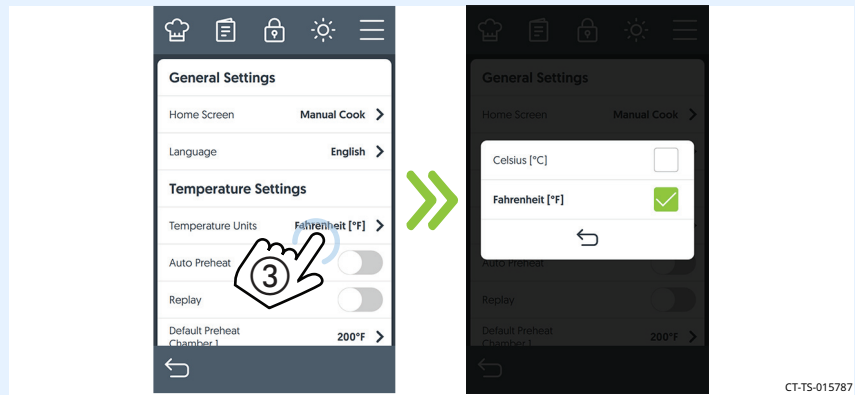 General Settings
Home Screen Manual Cook
Language English
Temperature Settings
Temperature Units Fahrenheit [°F]
Auto Preheat
3
Replay
Default Preheat
Chamber 1 200°F
General Settings
Home Screen Manual Cook
Celsius [°C]
Fahrenheit [°F]
Auto Preheat
Replay
Default Preheat
Chamber 1 200°F
CT-TS-015787